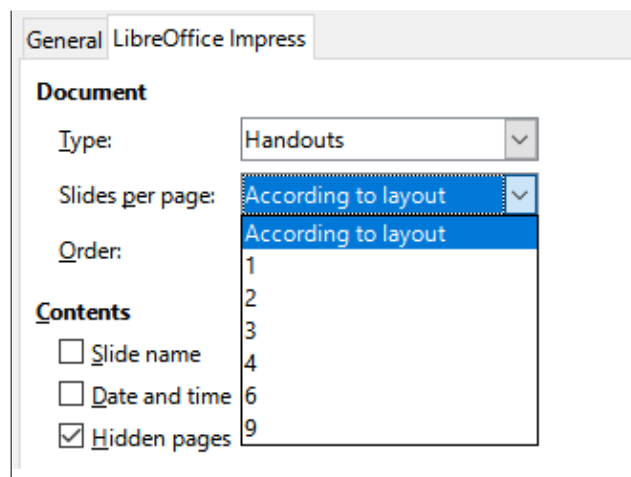 General LibreOffice Impress
Document
Type: Handouts
Slides per page: According to layout
According to layout
Order:
1
2
Contents
3
Slide name
4
Date and time 6
Hidden pages 9